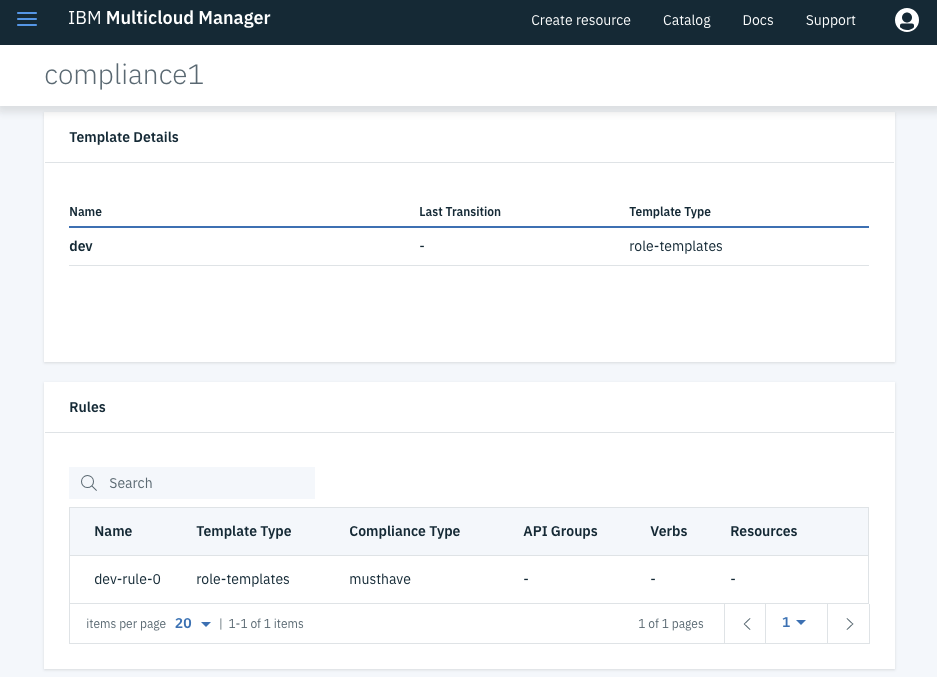 IBM Multicloud Manager Create resource Catalog Docs Support
compliance1
Template Details
Name Last Transition Template Type
dev - role-templates
Rules
Search
Name Template Type Compliance Type API Groups Verbs Resources
dev-rule-0 role-templates musthave - - -
items per page 20 | 1-1 of 1 items 1 of 1 pages 1